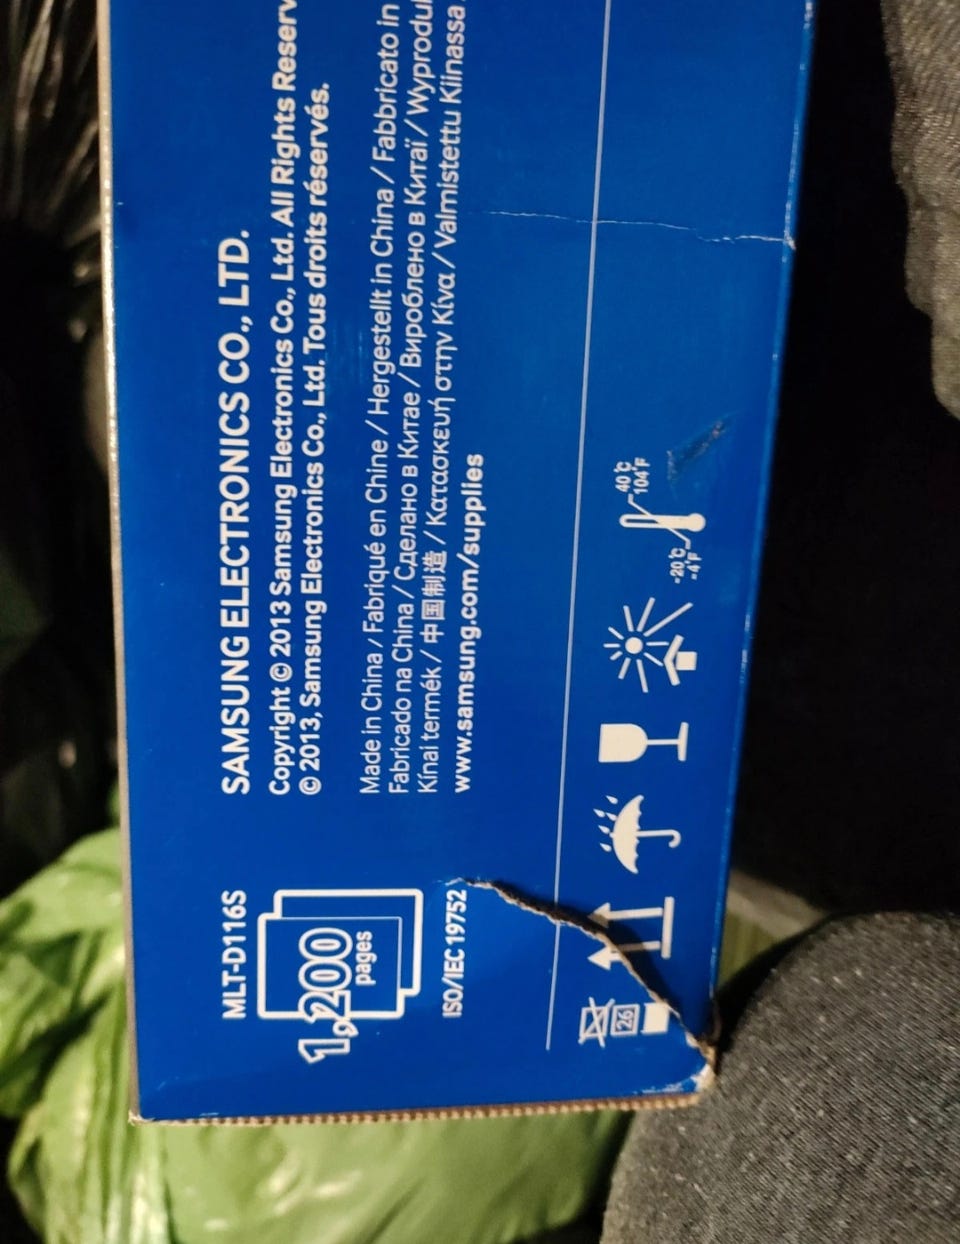 MLT-D116S
1,200
pages
ISO/IEC 19752
SAMSUNG ELECTRONICS CO., LTD.
Copyright © 2013 Samsung Electronics Co., Ltd. All Rights Reserv
© 2013, Samsung Electronics Co., Ltd. Tous droits réservés.
Made in China / Fabriqué en Chine / Hergestellt in China / Fabbricato in
Fabricado na China / Сделано в Китае / Вироблено в Китаї / Wyproduk
Kínai termék / 中国制造 / Κατασκευή στην Κίνα / Valmistettu Kiinassa
www.samsung.com/supplies
26
-20°C
-4°F
40°C
104°F